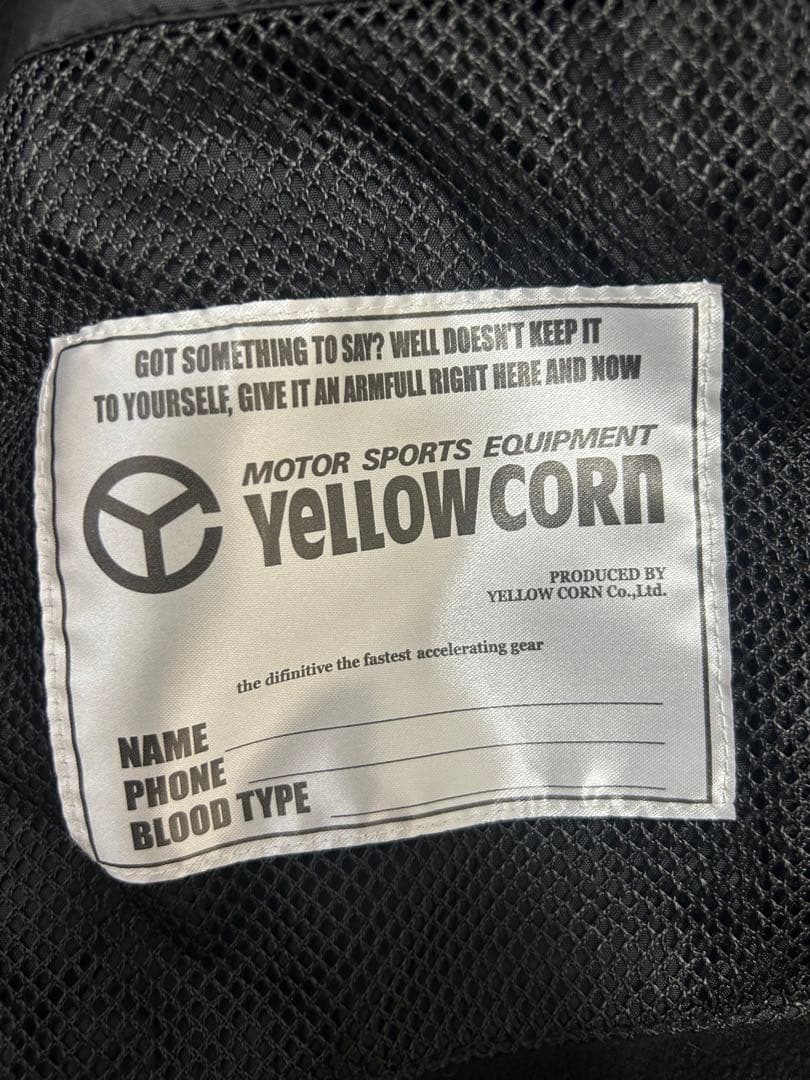 GOT SOMETHING TO SAY? WELL DOESN'T KEEP IT
TO YOURSELF, GIVE IT AN ARMFULL RIGHT HERE AND NOW
MOTOR SPORTS EQUIPMENT
YeLLOW CORn
PRODUCED BY
YELLOW CORN Co.,Ltd.
the difinitive the fastest accelerating gear
NAME
PHONE
BLOOD TYPE